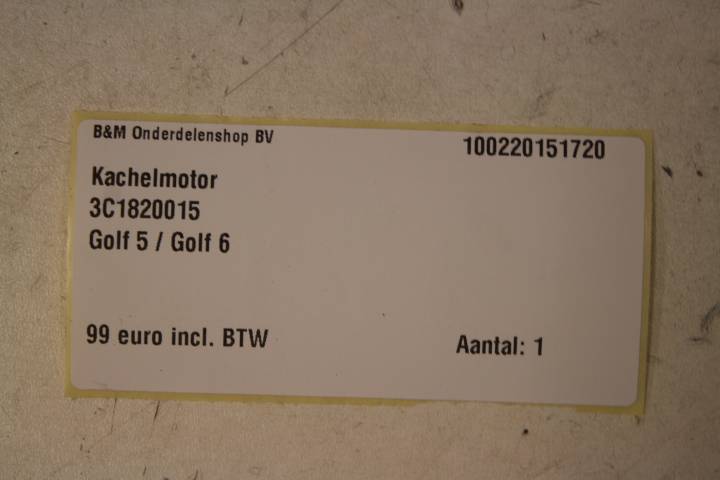 B&M Onderdelenshop BV
100220151720
Kachelmotor
3C1820015
Golf 5 / Golf 6
99 euro incl. BTW
Aantal: 1